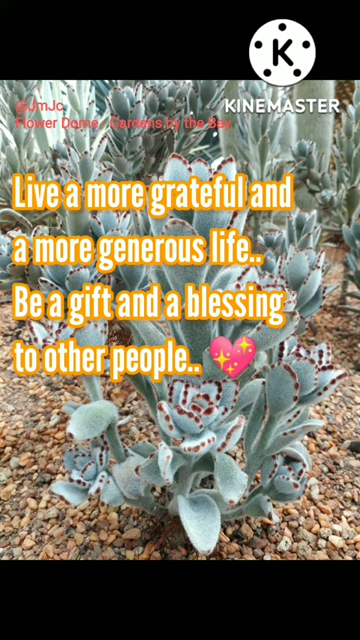 K
KINEMASTER
@JmJc
Flower Dome - Gardens by the Bay
Live a more grateful and
a more generous life..
Be a gift and a blessing
to other people.. 💖